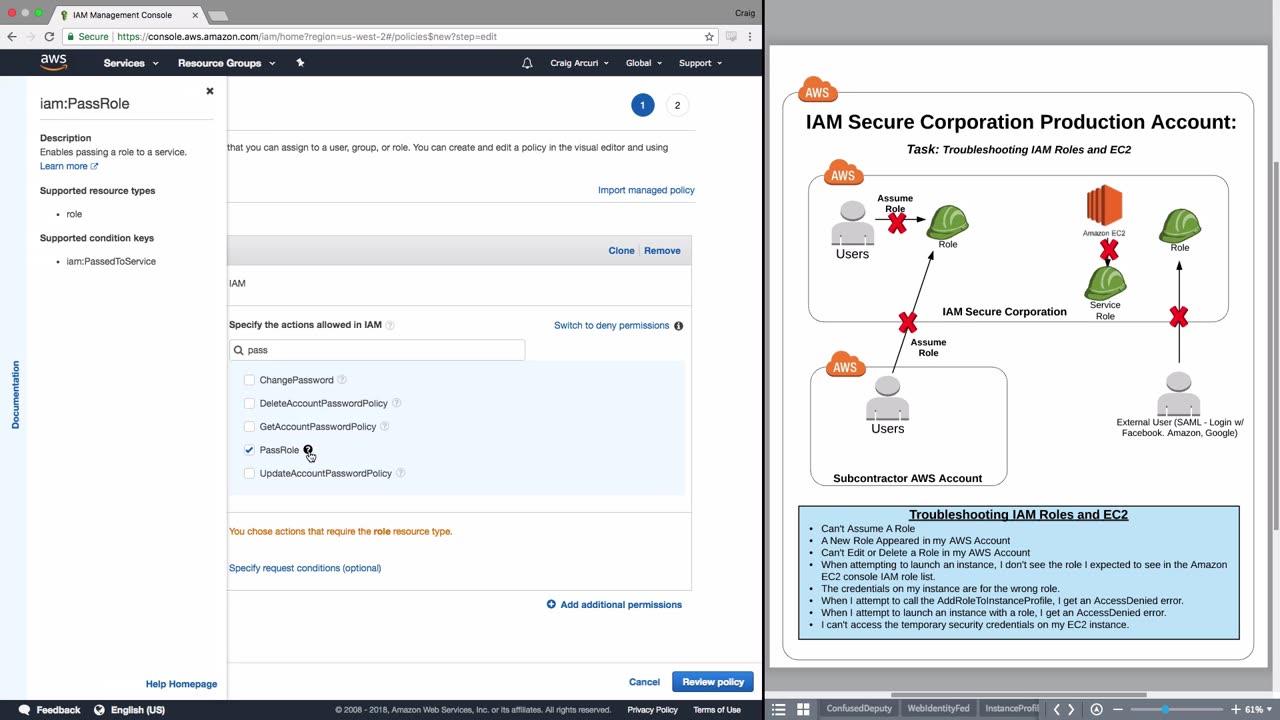 IAM Management Console
Craig
Secure
https://console.aws.amazon.com/iam/home?region=us-west-2#/policies$new?step=edit
aws
Services
Resource Groups
Craig Arcuri
Global
Support
iam:PassRole
Description
Enables passing a role to a service.
Learn more
Supported resource types
• role
Supported condition keys
• iam:PassedToService
Documentation
Help Homepage
1
2
that you can assign to a user, group, or role. You can create and edit a policy in the visual editor and using
Import managed policy
Clone
Remove
IAM
Specify the actions allowed in IAM
Switch to deny permissions
pass
ChangePassword
DeleteAccountPasswordPolicy
GetAccountPasswordPolicy
PassRole
UpdateAccountPasswordPolicy
You chose actions that require the role resource type.
Specify request conditions (optional)
Add additional permissions
Cancel
Review policy
Feedback
English (US)
© 2008 - 2018, Amazon Web Services, Inc. or its affiliates. All rights reserved.
Privacy Policy
Terms of Use
AWS
IAM Secure Corporation Production Account:
Task: Troubleshooting IAM Roles and EC2
AWS
Assume
Role
Users
Role
Amazon EC2
Service
Role
Role
IAM Secure Corporation
Assume
Role
AWS
Users
Subcontractor AWS Account
External User (SAML - Login w/
Facebook. Amazon, Google)
Troubleshooting IAM Roles and EC2
• Can't Assume A Role
• A New Role Appeared in my AWS Account
• Can't Edit or Delete a Role in my AWS Account
• When attempting to launch an instance, I don't see the role I expected to see in the Amazon
EC2 console IAM role list.
• The credentials on my instance are for the wrong role.
• When I attempt to call the AddRoleToInstanceProfile, I get an AccessDenied error.
• When I attempt to launch an instance with a role, I get an AccessDenied error.
• I can't access the temporary security credentials on my EC2 instance.
ConfusedDeputy
WebIdentityFed
InstanceProfi
61%